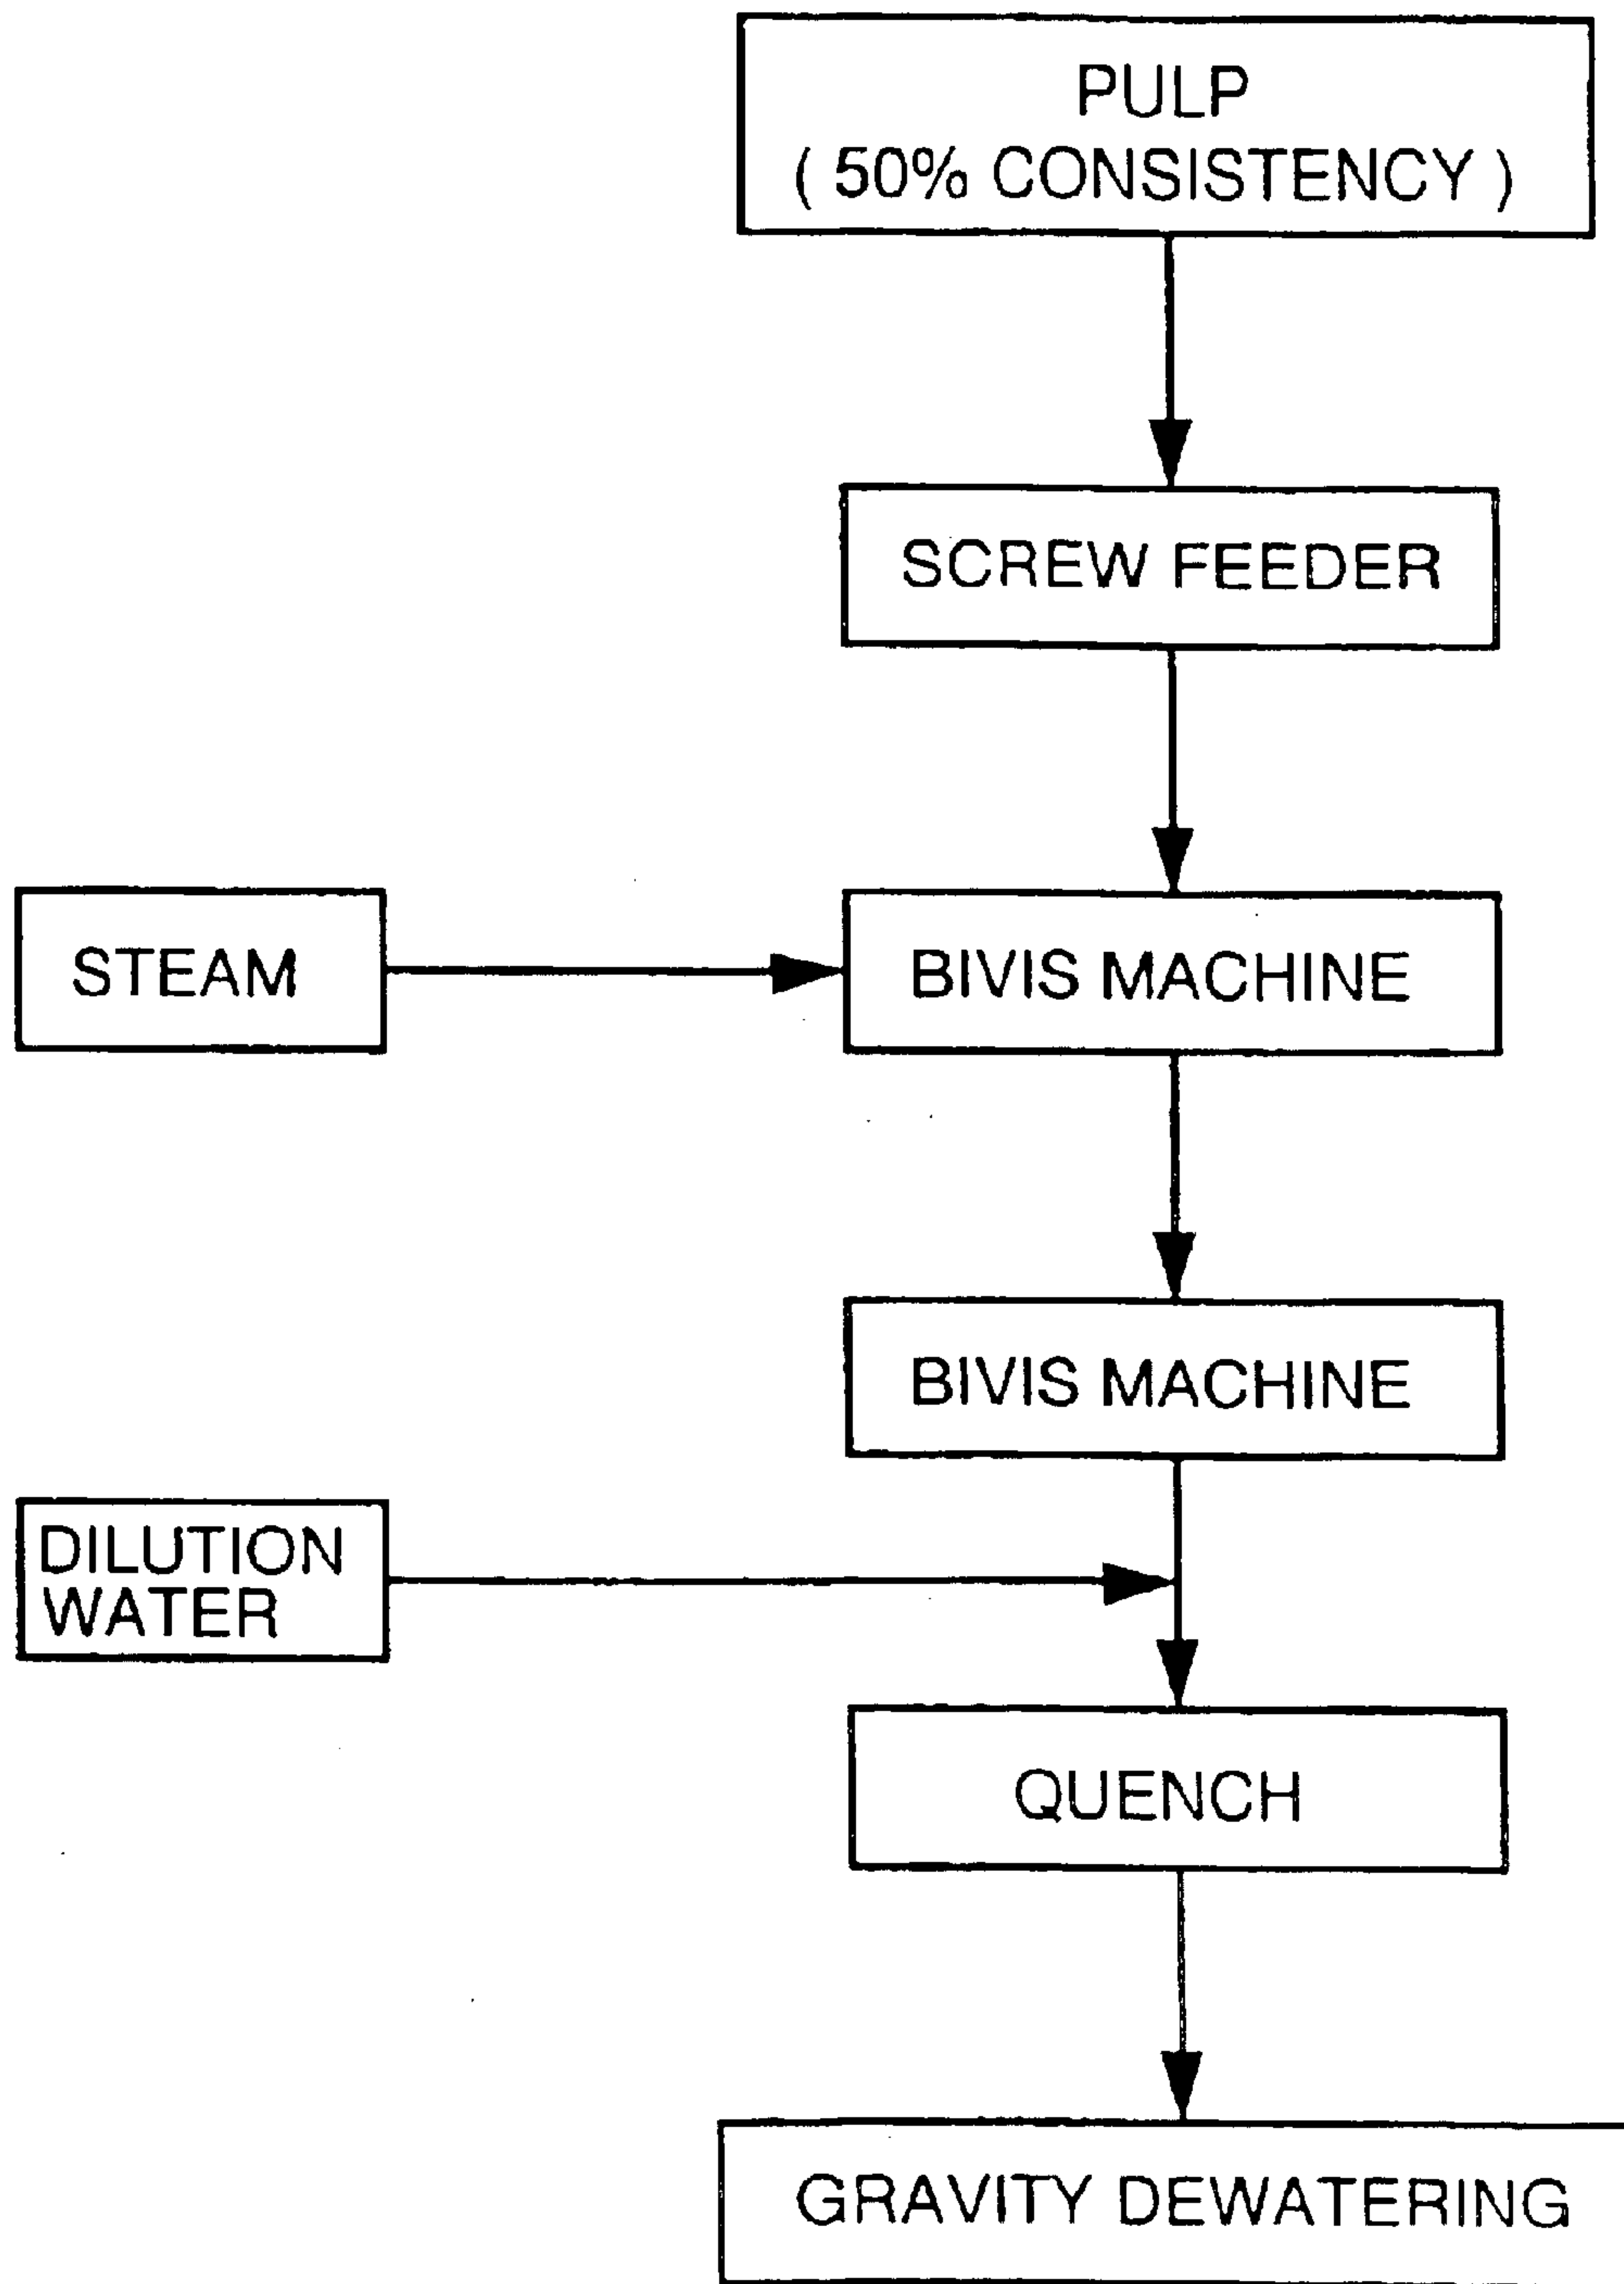 PULP
( 50% CONSISTENCY )
SCREW FEEDER
STEAM
BIVIS MACHINE
BIVIS MACHINE
DILUTION
WATER
QUENCH
GRAVITY DEWATERING